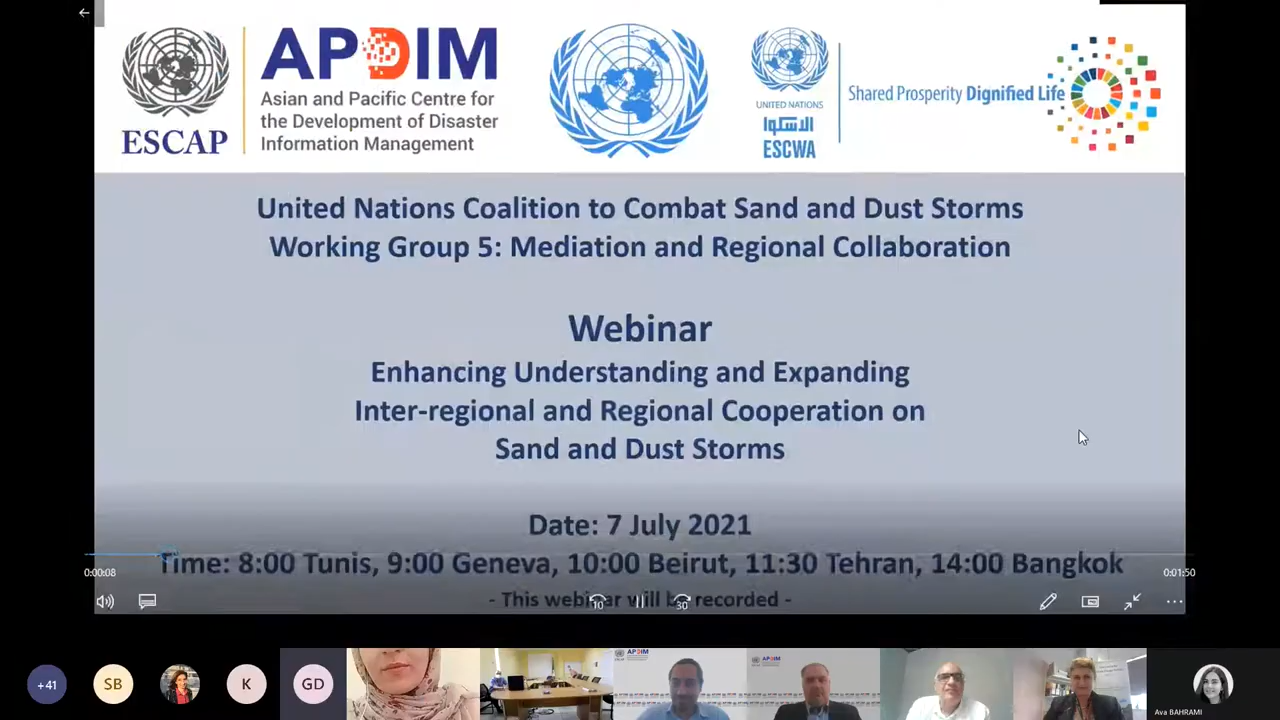 ESCAP
APDIM
Asian and Pacific Centre for
the Development of Disaster
Information Management
UNITED NATIONS
الاسكوا
ESCWA
Shared Prosperity Dignified Life
United Nations Coalition to Combat Sand and Dust Storms
Working Group 5: Mediation and Regional Collaboration
Webinar
Enhancing Understanding and Expanding
Inter-regional and Regional Cooperation on
Sand and Dust Storms
Date: 7 July 2021
Time: 8:00 Tunis, 9:00 Geneva, 10:00 Beirut, 11:30 Tehran, 14:00 Bangkok
0:00:08
0:01:50
- This webinar will be recorded -
10
30
+41
SB
K
GD
APDIM
APDIM
Ava BAHRAMI